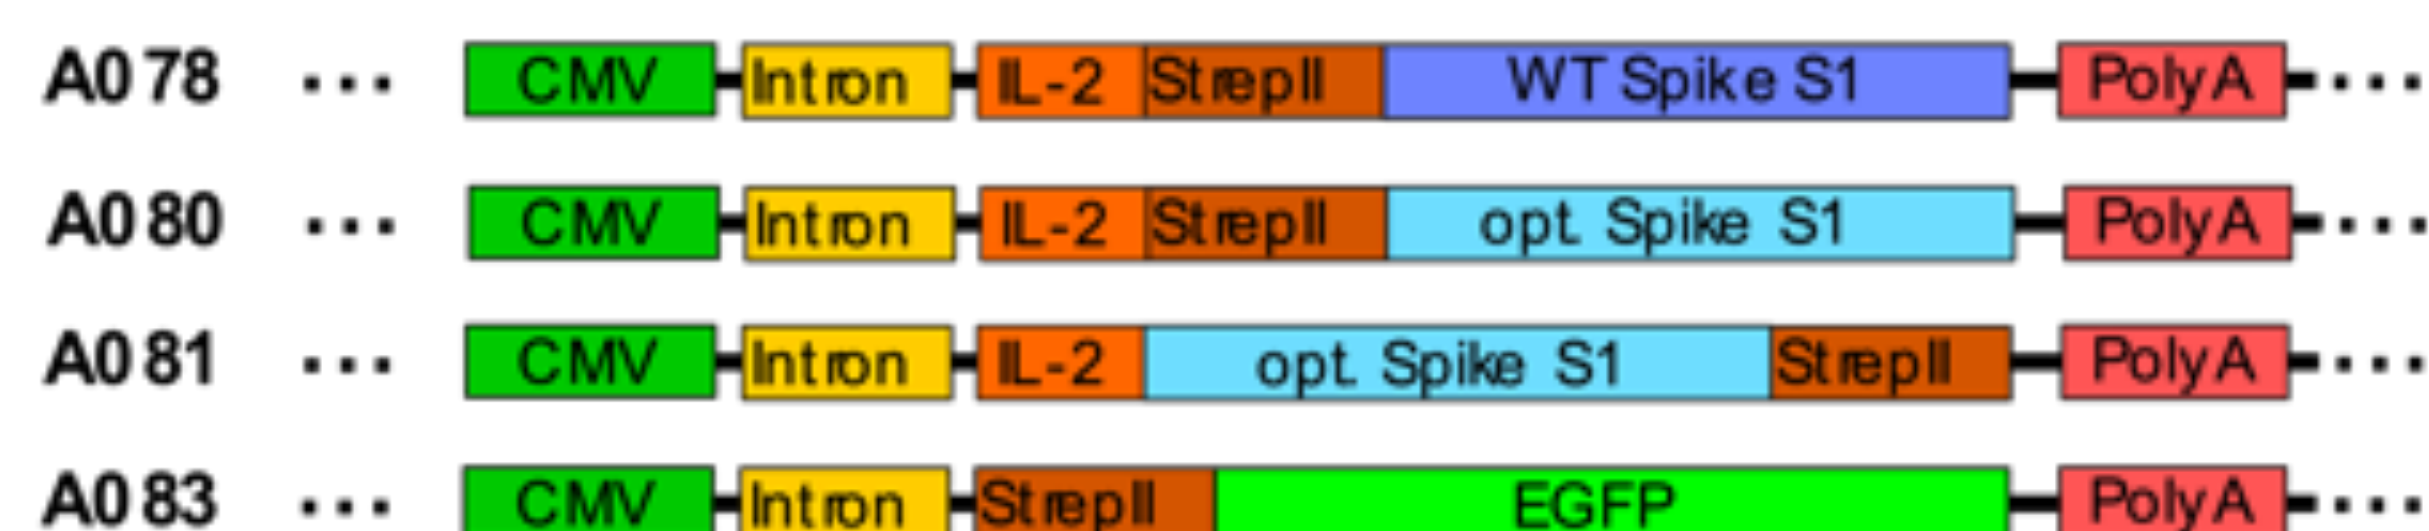 A078 ... CMV Intron IL-2 StrepII WT Spike S1 PolyA ...
A080 ... CMV Intron IL-2 StrepII opt. Spike S1 PolyA ...
A081 ... CMV Intron IL-2 opt. Spike S1 StrepII PolyA ...
A083 ... CMV Intron StrepII EGFP PolyA ...